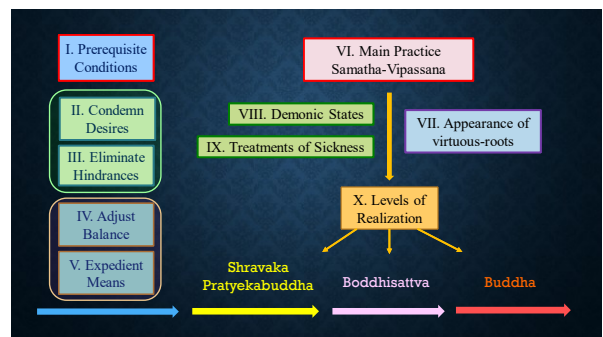 I. Prerequisite
Conditions
II. Condemn
Desires
III. Eliminate
Hindrances
IV. Adjust
Balance
V. Expedient
Means
VI. Main Practice
Samatha-Vipassana
VIII. Demonic States
IX. Treatments of Sickness
VII. Appearance of
virtuous-roots
X. Levels of
Realization
Shravaka
Pratyekabuddha
Boddhisattva
Buddha